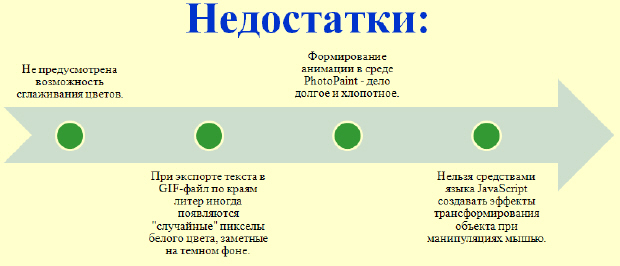 Недостатки:
Не предусмотрена
возможность
сглаживания цветов.
При экспорте текста в
GIF-файл по краям
литер иногда
появляются
"случайные" пикселы
белого цвета, заметные
на темном фоне.
Формирование
анимации в среде
PhotoPaint - дело
долгое и хлопотное.
Нельзя средствами
языка JavaScript
создавать эффекты
трансформирования
объекта при
манипуляциях мышью.